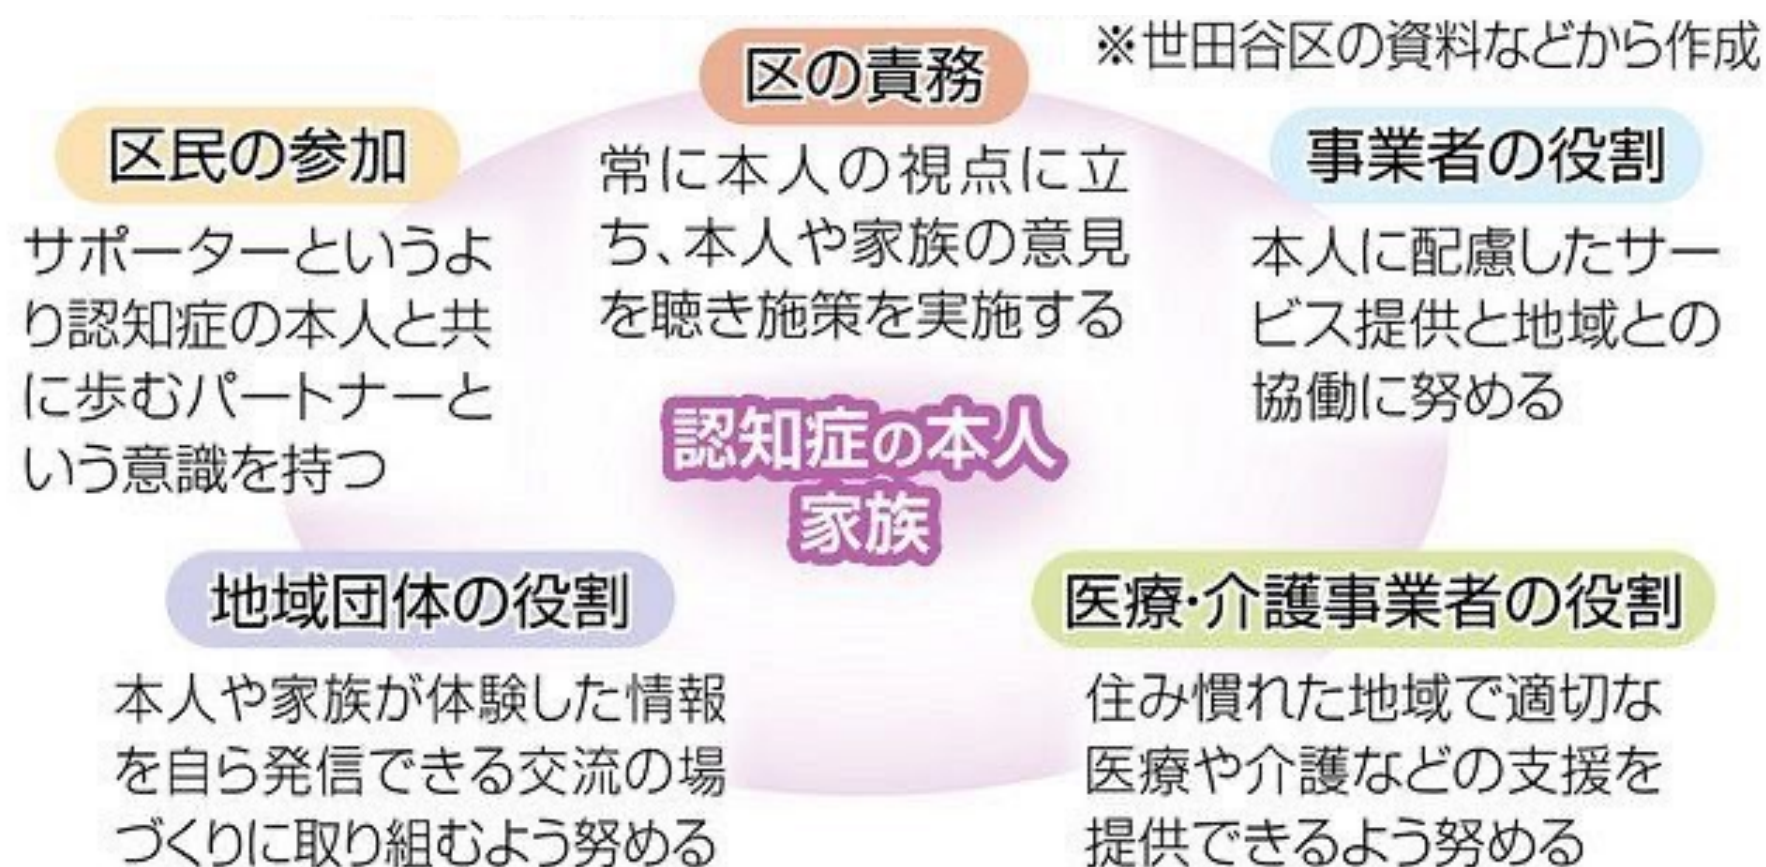 ※世田谷区の資料などから作成
区の責務
常に本人の視点に立
ち、本人や家族の意見
を聴き施策を実施する
区民の参加
サポーターというよ
り認知症の本人と共
に歩むパートナーと
いう意識を持つ
事業者の役割
本人に配慮したサー
ビス提供と地域との
協働に努める
認知症の本人
家族
地域団体の役割
本人や家族が体験した情報
を自ら発信できる交流の場
づくりに取り組むよう努める
医療・介護事業者の役割
住み慣れた地域で適切な
医療や介護などの支援を
提供できるよう努める